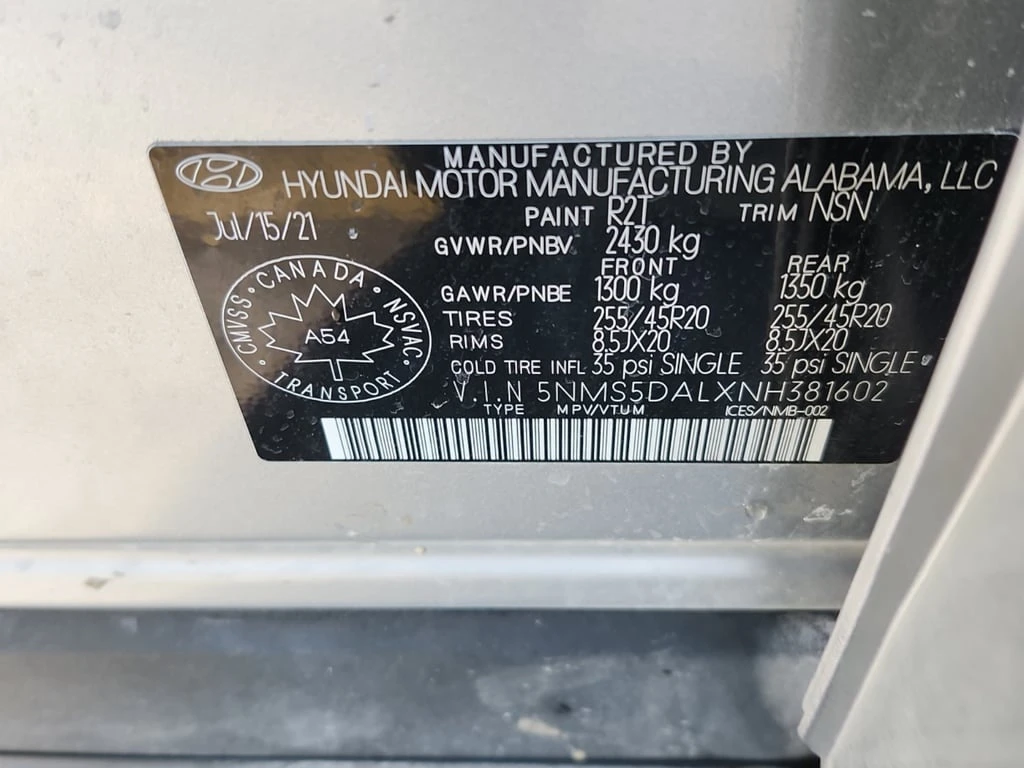 MANUFACTURED BY
HYUNDAI MOTOR MANUFACTURING ALABAMA, LLC
Jul/15/21
PAINT R2T TRIM NSN
GVWR/PNBV 2430 kg
FRONT REAR
GAWR/PNBE 1300 kg 1350 kg
TIRES 255/45R20 255/45R20
RIMS 8.5JX20 8.5JX20
COLD TIRE INFL 35 psi SINGLE 35 psi SINGLE
V.I.N 5NMS5DALXNH381602
TYPE MPV/VTUM ICES/NMB-002
CANADA
CMVSS · NSVAC
A54
TRANSPORT